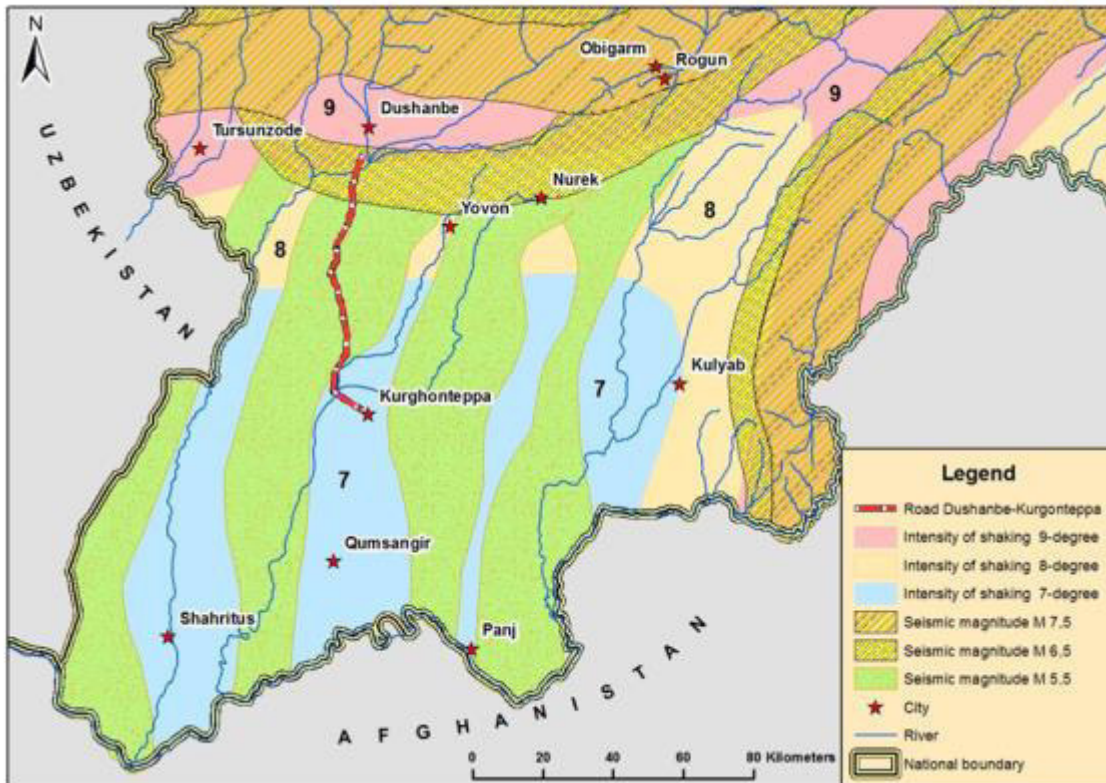 N
Obigarm
Rogun
9
9
Dushanbe
Tursunzode
UZBEKISTAN
Nurek
Yovon
8
8
Kulyab
7
Kurghonteppa
7
Qumsangir
Shahritus
Panj
AFGHANISTAN
0 20 40 60 80 Kilometers
Legend
Road Dushanbe-Kurgonteppa
Intensity of shaking 9-degree
Intensity of shaking 8-degree
Intensity of shaking 7-degree
Seismic magnitude M 7,5
Seismic magnitude M 6,5
Seismic magnitude M 5,5
City
River
National boundary